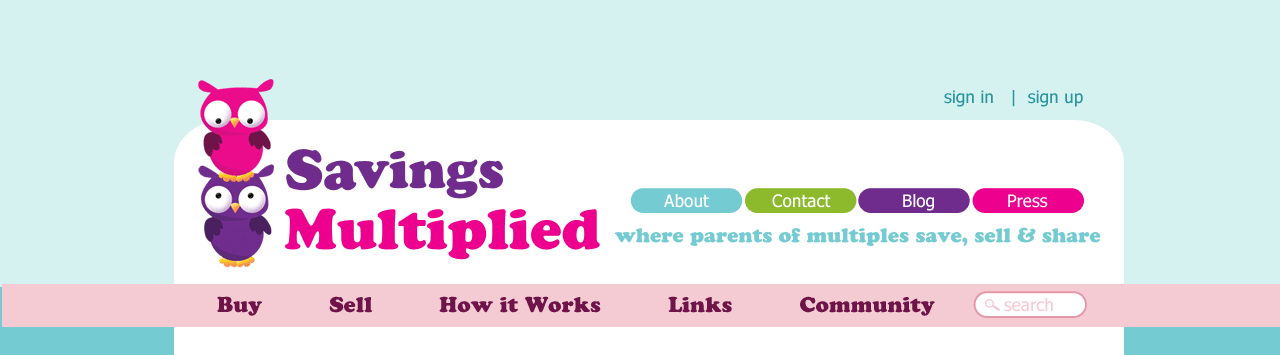 sign in | sign up
Savings
Multiplied
About Contact Blog Press
where parents of multiples save, sell & share
Buy Sell How it Works Links Community search